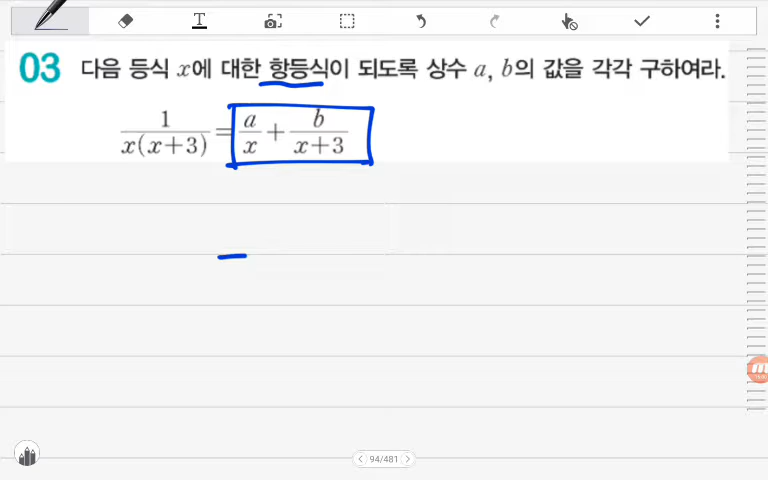 T
03 다음 등식 x에 대한 항등식이 되도록 상수 a, b의 값을 각각 구하여라.
1/x(x+3) = a/x + b/x+3
94/481